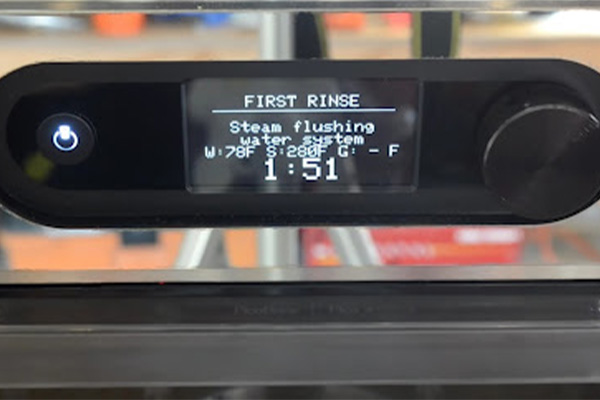 FIRST RINSE
Steam flushing
water system
W:78F S:280F G: - F
1:51